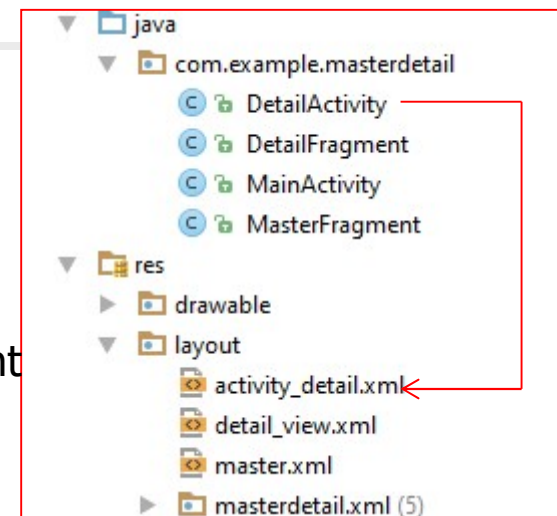 java
com.example.masterdetail
C DetailActivity
C DetailFragment
C MainActivity
C MasterFragment
res
drawable
layout
nt
activity_detail.xml
detail_view.xml
master.xml
masterdetail.xml (5)